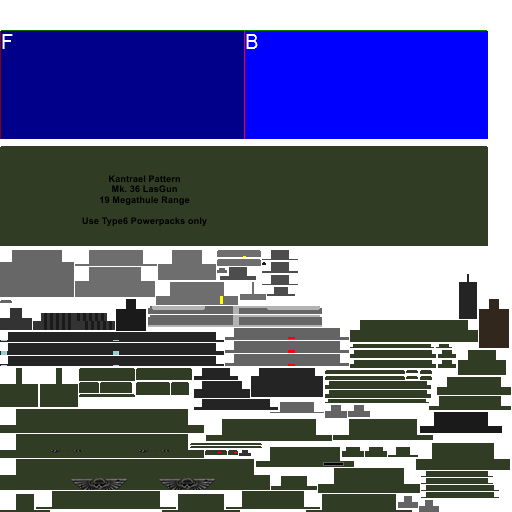 F
B
Kantrael Pattern
Mk. 36 LasGun
19 Megathule Range
Use Type6 Powerpacks only